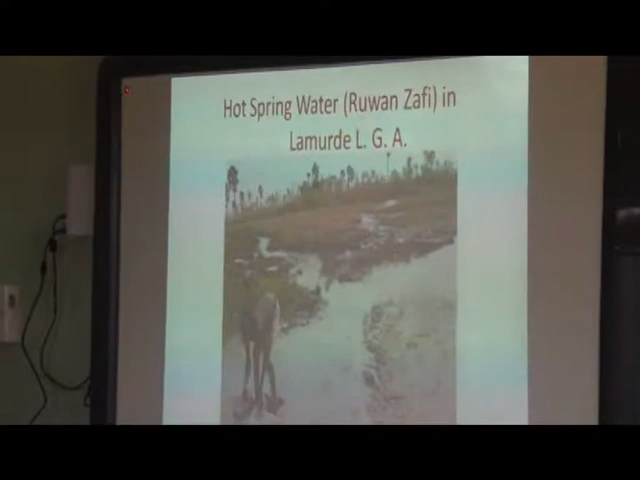 Hot Spring Water (Ruwan Zafi) in
Lamurde L. G. A.